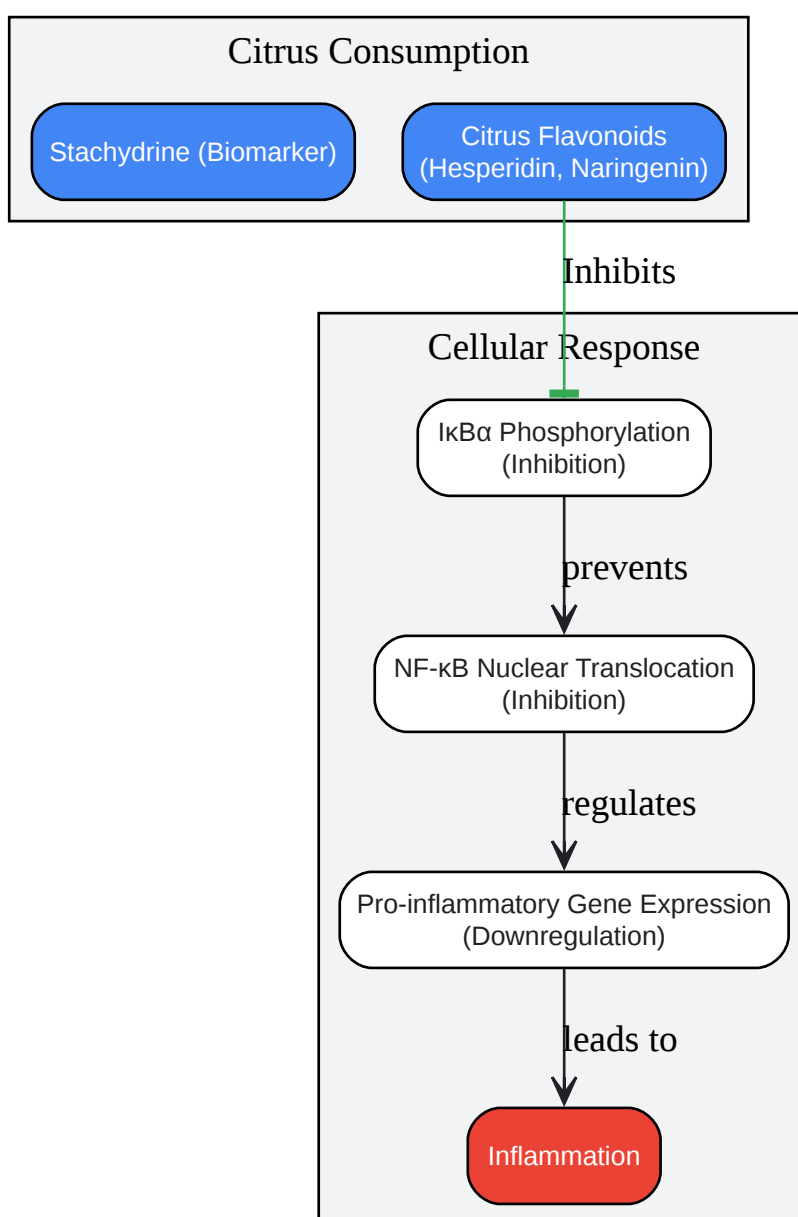 Citrus Consumption
Stachydrine (Biomarker)
Citrus Flavonoids
(Hesperidin, Naringenin)
Inhibits
Cellular Response
IκBα Phosphorylation
(Inhibition)
prevents
NF-κB Nuclear Translocation
(Inhibition)
regulates
Pro-inflammatory Gene Expression
(Downregulation)
leads to
Inflammation